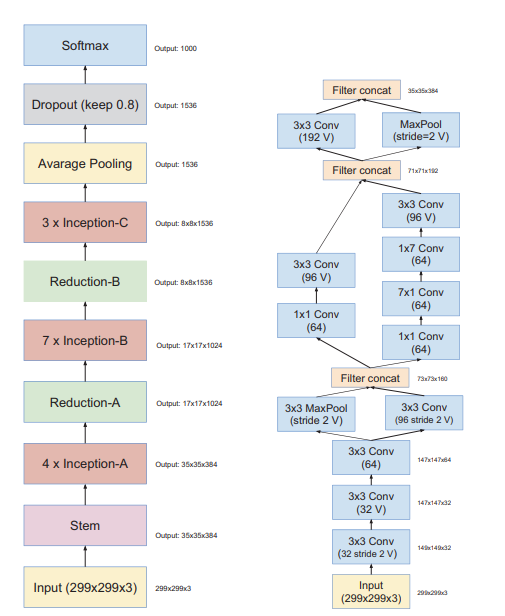 Softmax
Output: 1000
Dropout (keep 0.8)
Output: 1536
Avarage Pooling
Output: 1536
3 x Inception-C
Output: 8x8x1536
Reduction-B
Output: 8x8x1536
7 x Inception-B
Output: 17x17x1024
Reduction-A
Output: 17x17x1024
4 x Inception-A
Output: 35x35x384
Stem
Output: 35x35x384
Input (299x299x3)
299x299x3
Filter concat
35x35x384
3x3 Conv
(192 V)
MaxPool
(stride=2 V)
Filter concat
71x71x192
3x3 Conv
(96 V)
1x7 Conv
(64)
3x3 Conv
(96 V)
7x1 Conv
(64)
1x1 Conv
(64)
1x1 Conv
(64)
Filter concat
73x73x160
3x3 MaxPool
(stride 2 V)
3x3 Conv
(96 stride 2 V)
3x3 Conv
(64)
147x147x64
3x3 Conv
(32 V)
147x147x32
3x3 Conv
(32 stride 2 V)
149x149x32
Input
(299x299x3)
299x299x3